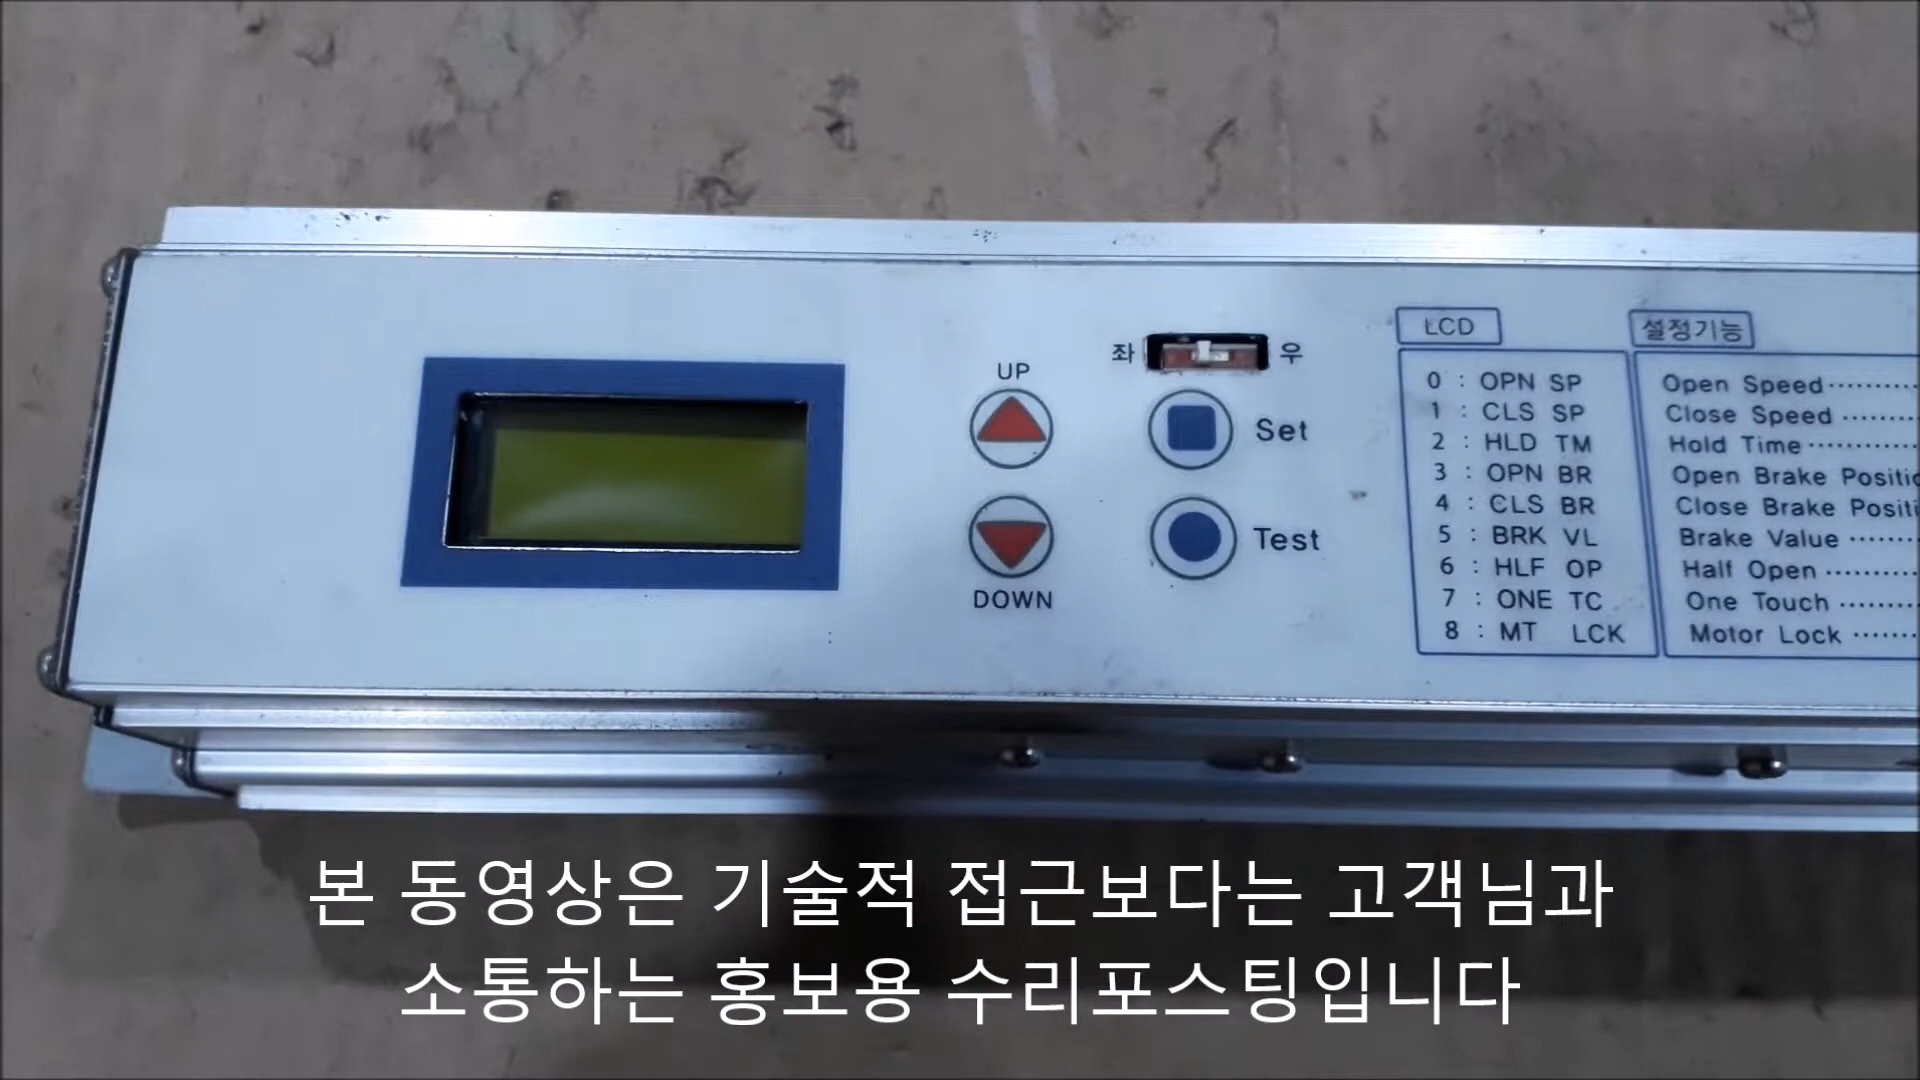 좌 우
UP
Set
Test
DOWN
LCD
0 : OPN SP
1 : CLS SP
2 : HLD TM
3 : OPN BR
4 : CLS BR
5 : BRK VL
6 : HLF OP
7 : ONE TC
8 : MT LCK
설정기능
Open Speed
Close Speed
Hold Time
Open Brake
Close Brake
Brake Value
Half Open
One Touch
Motor Lock
본 동영상은 기술적 접근보다는 고객님과
소통하는 홍보용 수리포스팅입니다